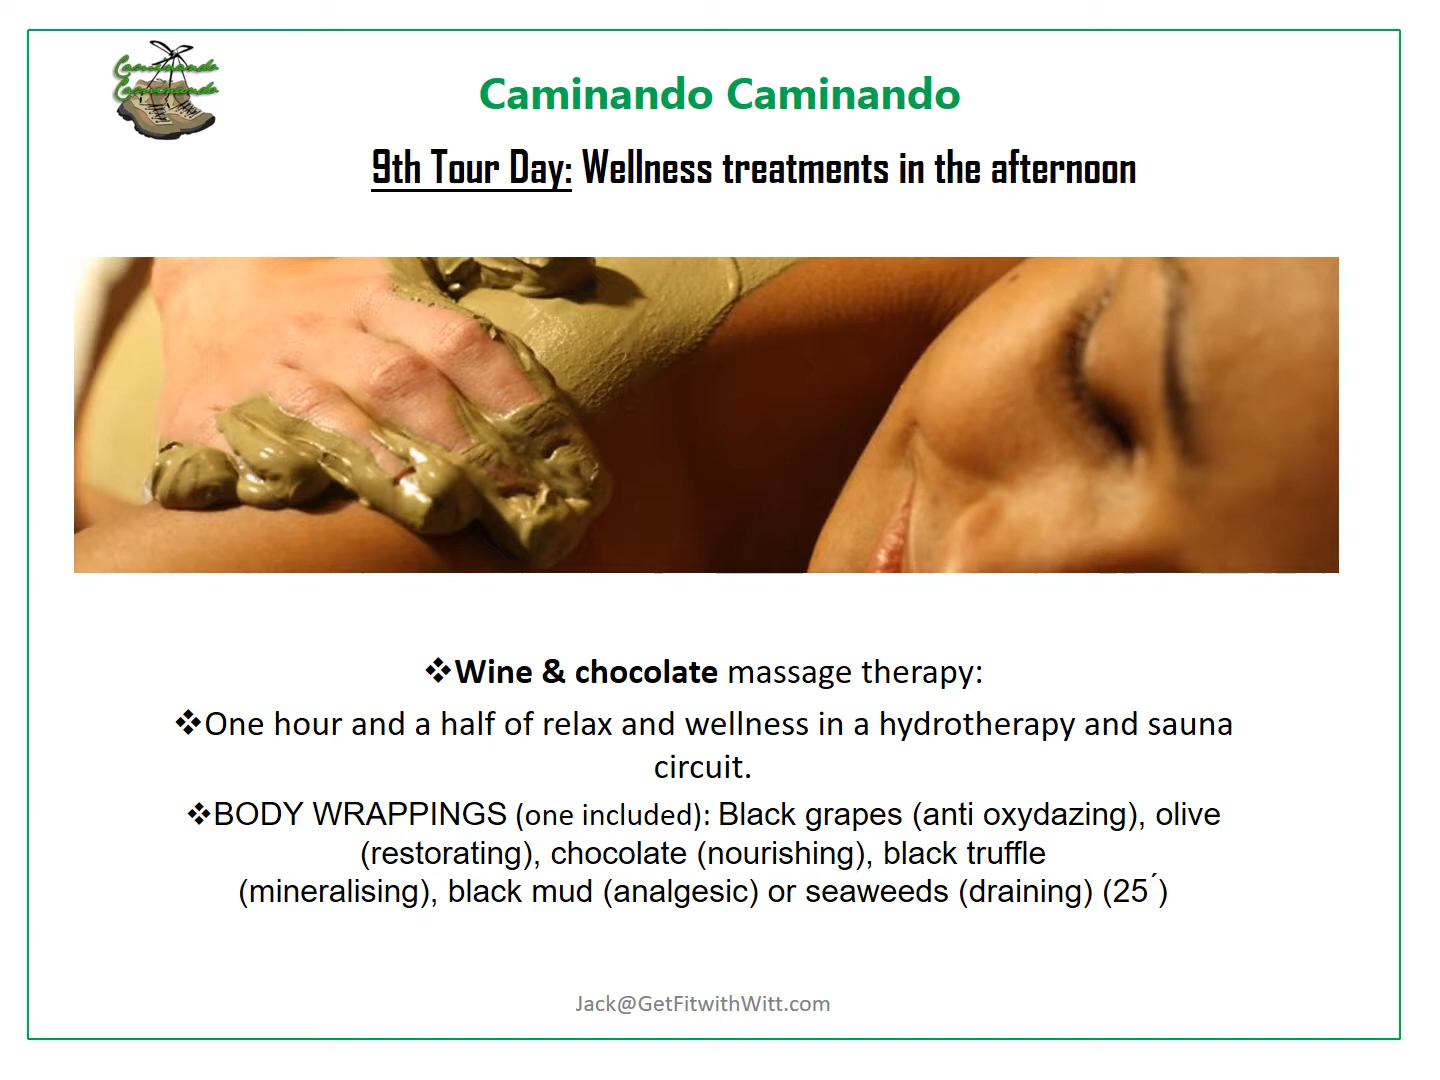 Caminando
Caminando
Caminando Caminando
9th Tour Day: Wellness treatments in the afternoon
❖Wine & chocolate massage therapy:
❖One hour and a half of relax and wellness in a hydrotherapy and sauna
circuit.
❖BODY WRAPPINGS (one included): Black grapes (anti oxydazing), olive
(restorating), chocolate (nourishing), black truffle
(mineralising), black mud (analgesic) or seaweeds (draining) (25´)
Jack@GetFitwithWitt.com